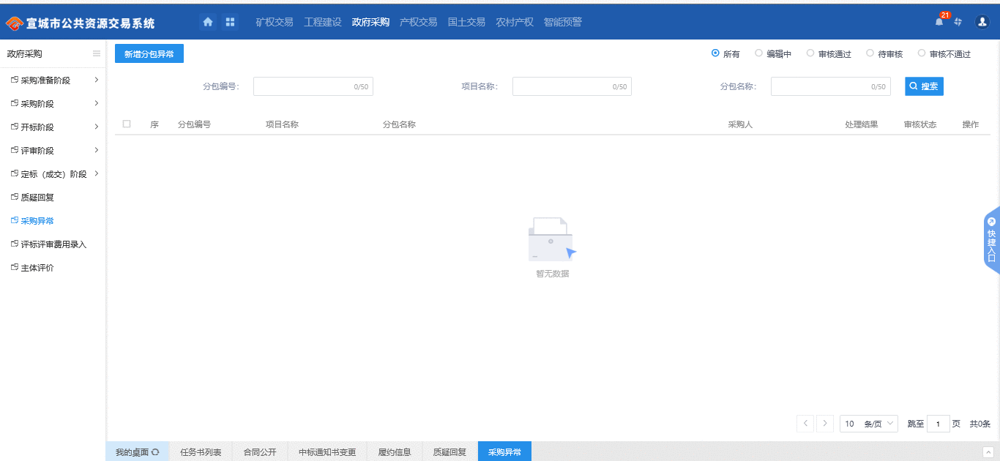 宣城市公共资源交易系统 矿权交易 工程建设 政府采购 产权交易 国土交易 农村产权 智能预警 21
政府采购
采购准备阶段
采购阶段
开标阶段
评审阶段
定标（成交）阶段
质疑回复
采购异常
评标评审费用录入
主体评价
新增分包异常 所有 编辑中 审核通过 待审核 审核不通过
分包编号： 0/50 项目名称： 0/50 分包名称： 0/50 搜索
序 分包编号 项目名称 分包名称 采购人 处理结果 审核状态 操作
暂无数据
快捷入口
10 条/页 跳至 1 页 共0条
我的桌面 任务书列表 合同公开 中标通知书变更 履约信息 质疑回复 采购异常